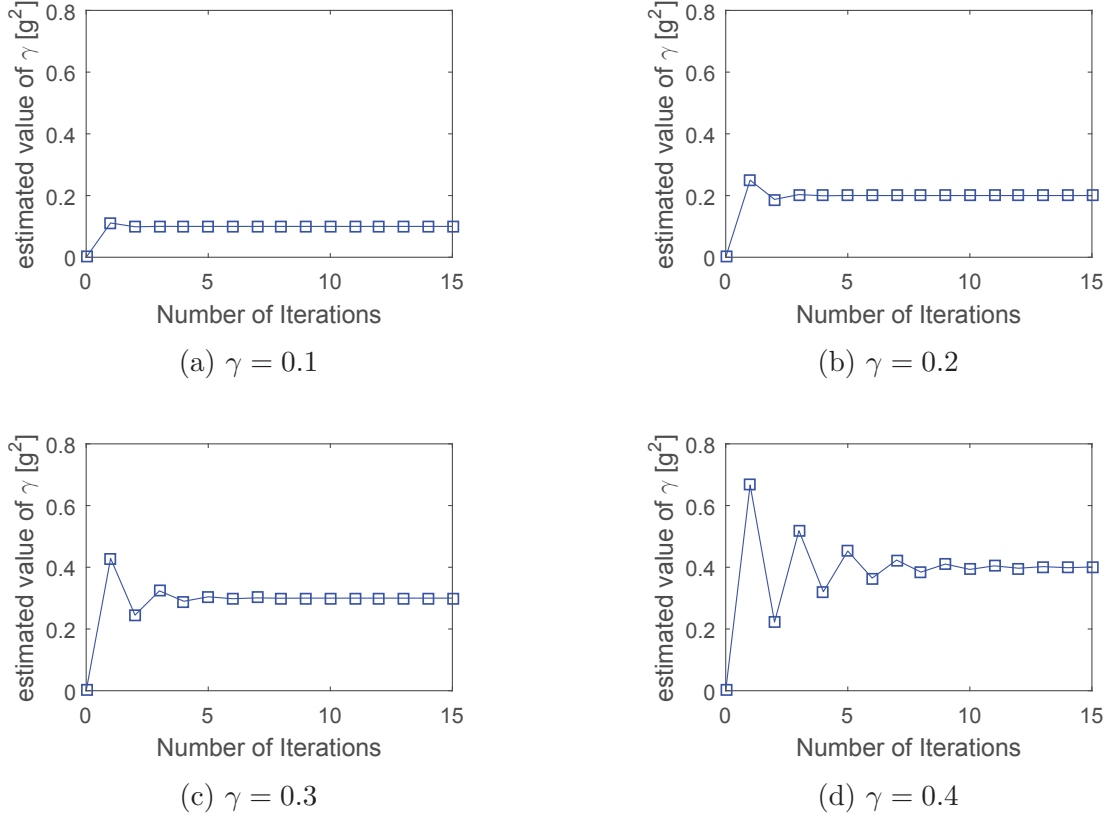 estimated value of γ [g²]
0.8
0.6
0.4
0.2
0
0 5 10 15
Number of Iterations
(a) γ = 0.1
estimated value of γ [g²]
0.8
0.6
0.4
0.2
0
0 5 10 15
Number of Iterations
(b) γ = 0.2
estimated value of γ [g²]
0.8
0.6
0.4
0.2
0
0 5 10 15
Number of Iterations
(c) γ = 0.3
estimated value of γ [g²]
0.8
0.6
0.4
0.2
0
0 5 10 15
Number of Iterations
(d) γ = 0.4